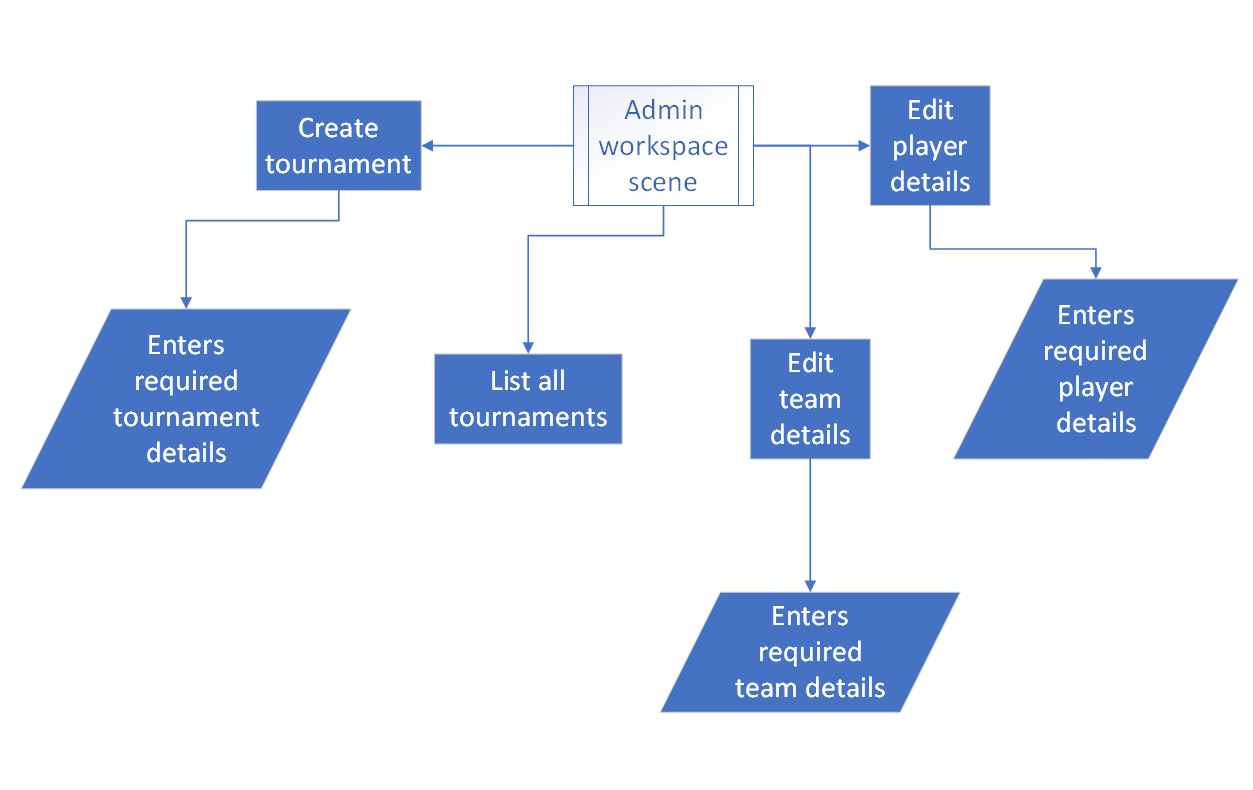 Create
tournament
Admin
workspace
scene
Edit
player
details
Enters
required
tournament
details
List all
tournaments
Edit
team
details
Enters
required
player
details
Enters
required
team details